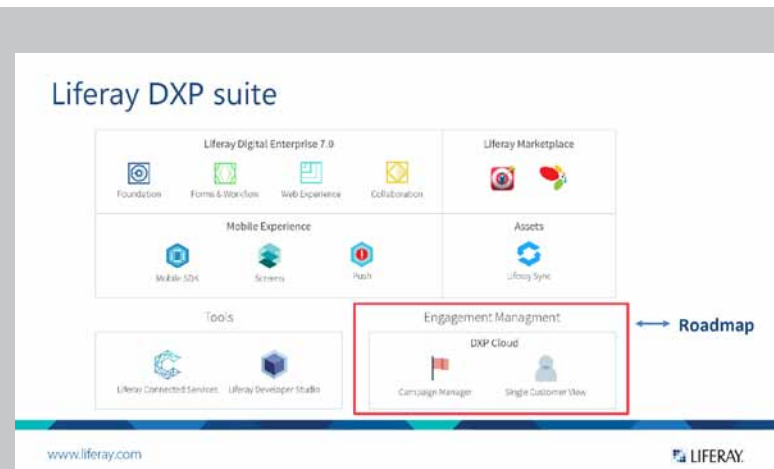 Liferay DXP suite
Liferay Digital Enterprise 7.0
Foundation Forms & Workflow Web Experience Collaboration
Liferay Marketplace
Mobile Experience
Mobile SDK Screens Push
Assets
Liferay Sync
Tools
Liferay Connected Services Liferay Developer Studio
Engagement Managment
DXP Cloud
Campaign Manager Single Customer View
Roadmap
www.liferay.com
LIFERAY.